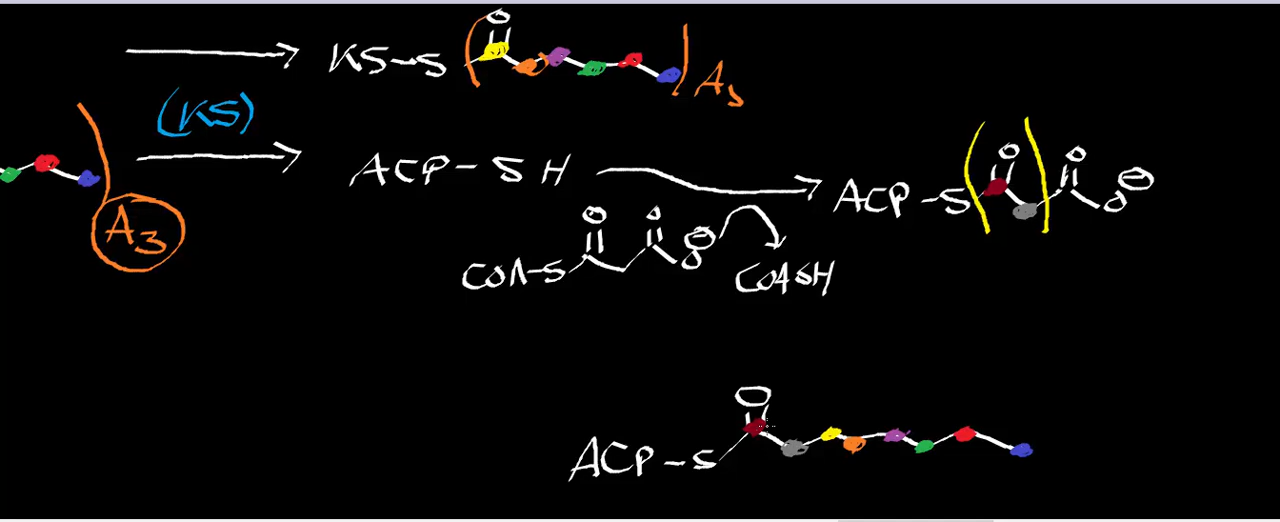 O
KS-S
A3
(KS)
ACP-SH
O
O
ACP-S
O⊖
A3
O
O
O⊖
COA-S
COASH
O
ACP-S